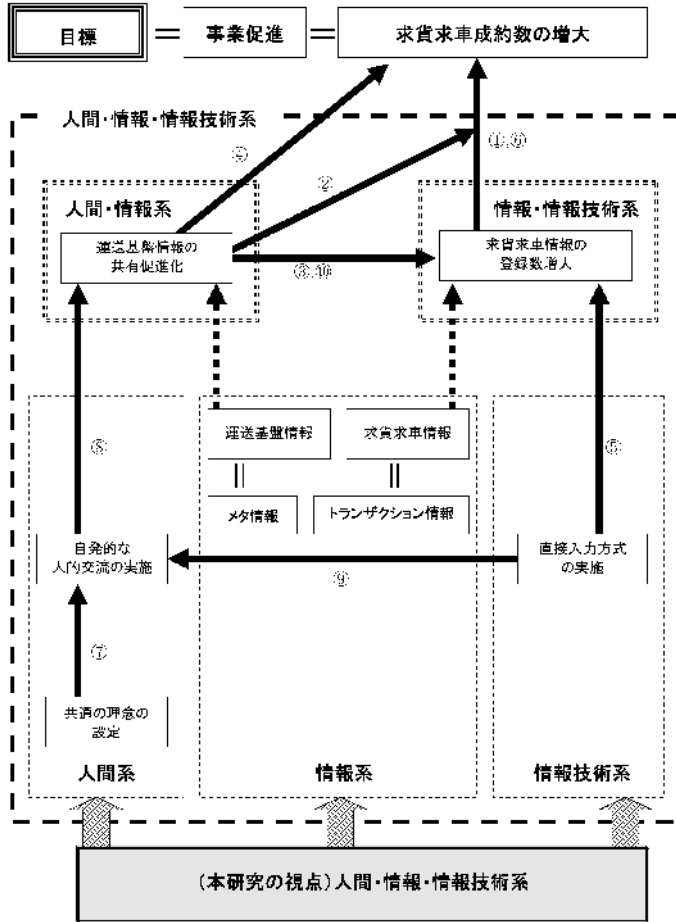 目標 = 事業促進 = 求貨求車成約数の増大
人間・情報・情報技術系
②
①,⑥
人間・情報系
情報・情報技術系
運送基盤情報の
共有促進化
求貨求車情報の
登録数増大
③,⑩
運送基盤情報
求貨求車情報
⑧
⑤
メタ情報
トランザクション情報
自発的な
人的交流の実施
直接入力方式
の実施
⑨
⑦
共通の理念の
設定
人間系
情報系
情報技術系
(本研究の視点)人間・情報・情報技術系